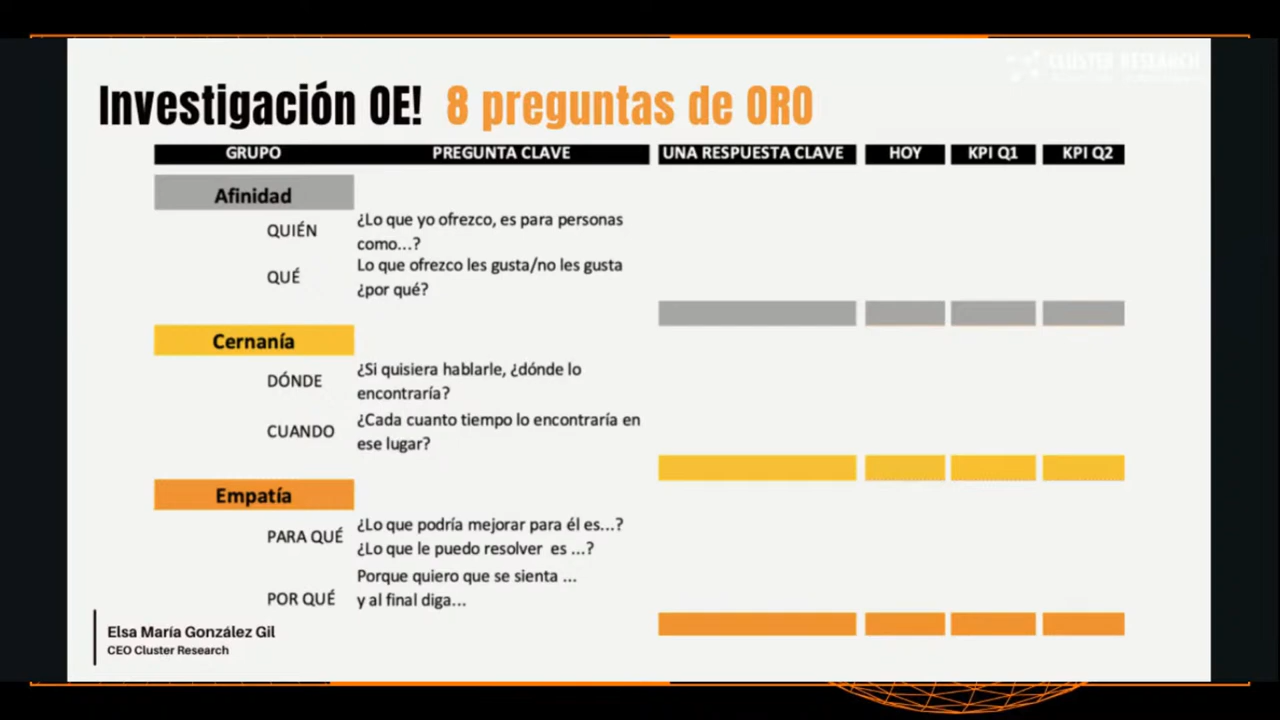 CLUSTER RESEARCH
Investigación OE! 8 preguntas de ORO
GRUPO PREGUNTA CLAVE UNA RESPUESTA CLAVE HOY KPI Q1 KPI Q2
Afinidad
QUIÉN ¿Lo que yo ofrezco, es para personas
como...?
QUÉ Lo que ofrezco les gusta/no les gusta
¿por qué?
Cernanía
DÓNDE ¿Si quisiera hablarle, ¿dónde lo
encontraría?
CUANDO ¿Cada cuanto tiempo lo encontraría en
ese lugar?
Empatía
PARA QUÉ ¿Lo que podría mejorar para él es...?
¿Lo que le puedo resolver es ...?
POR QUÉ Porque quiero que se sienta ...
y al final diga...
Elsa María González Gil
CEO Cluster Research